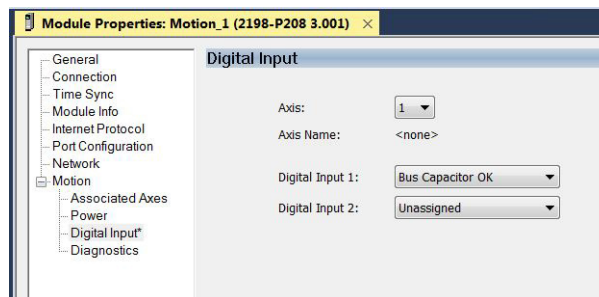 Module Properties: Motion_1 (2198-P208 3.001) ×
General
Connection
Time Sync
Module Info
Internet Protocol
Port Configuration
Network
Motion
Associated Axes
Power
Digital Input*
Diagnostics
Digital Input
Axis: 1
Axis Name: <none>
Digital Input 1: Bus Capacitor OK
Digital Input 2: Unassigned